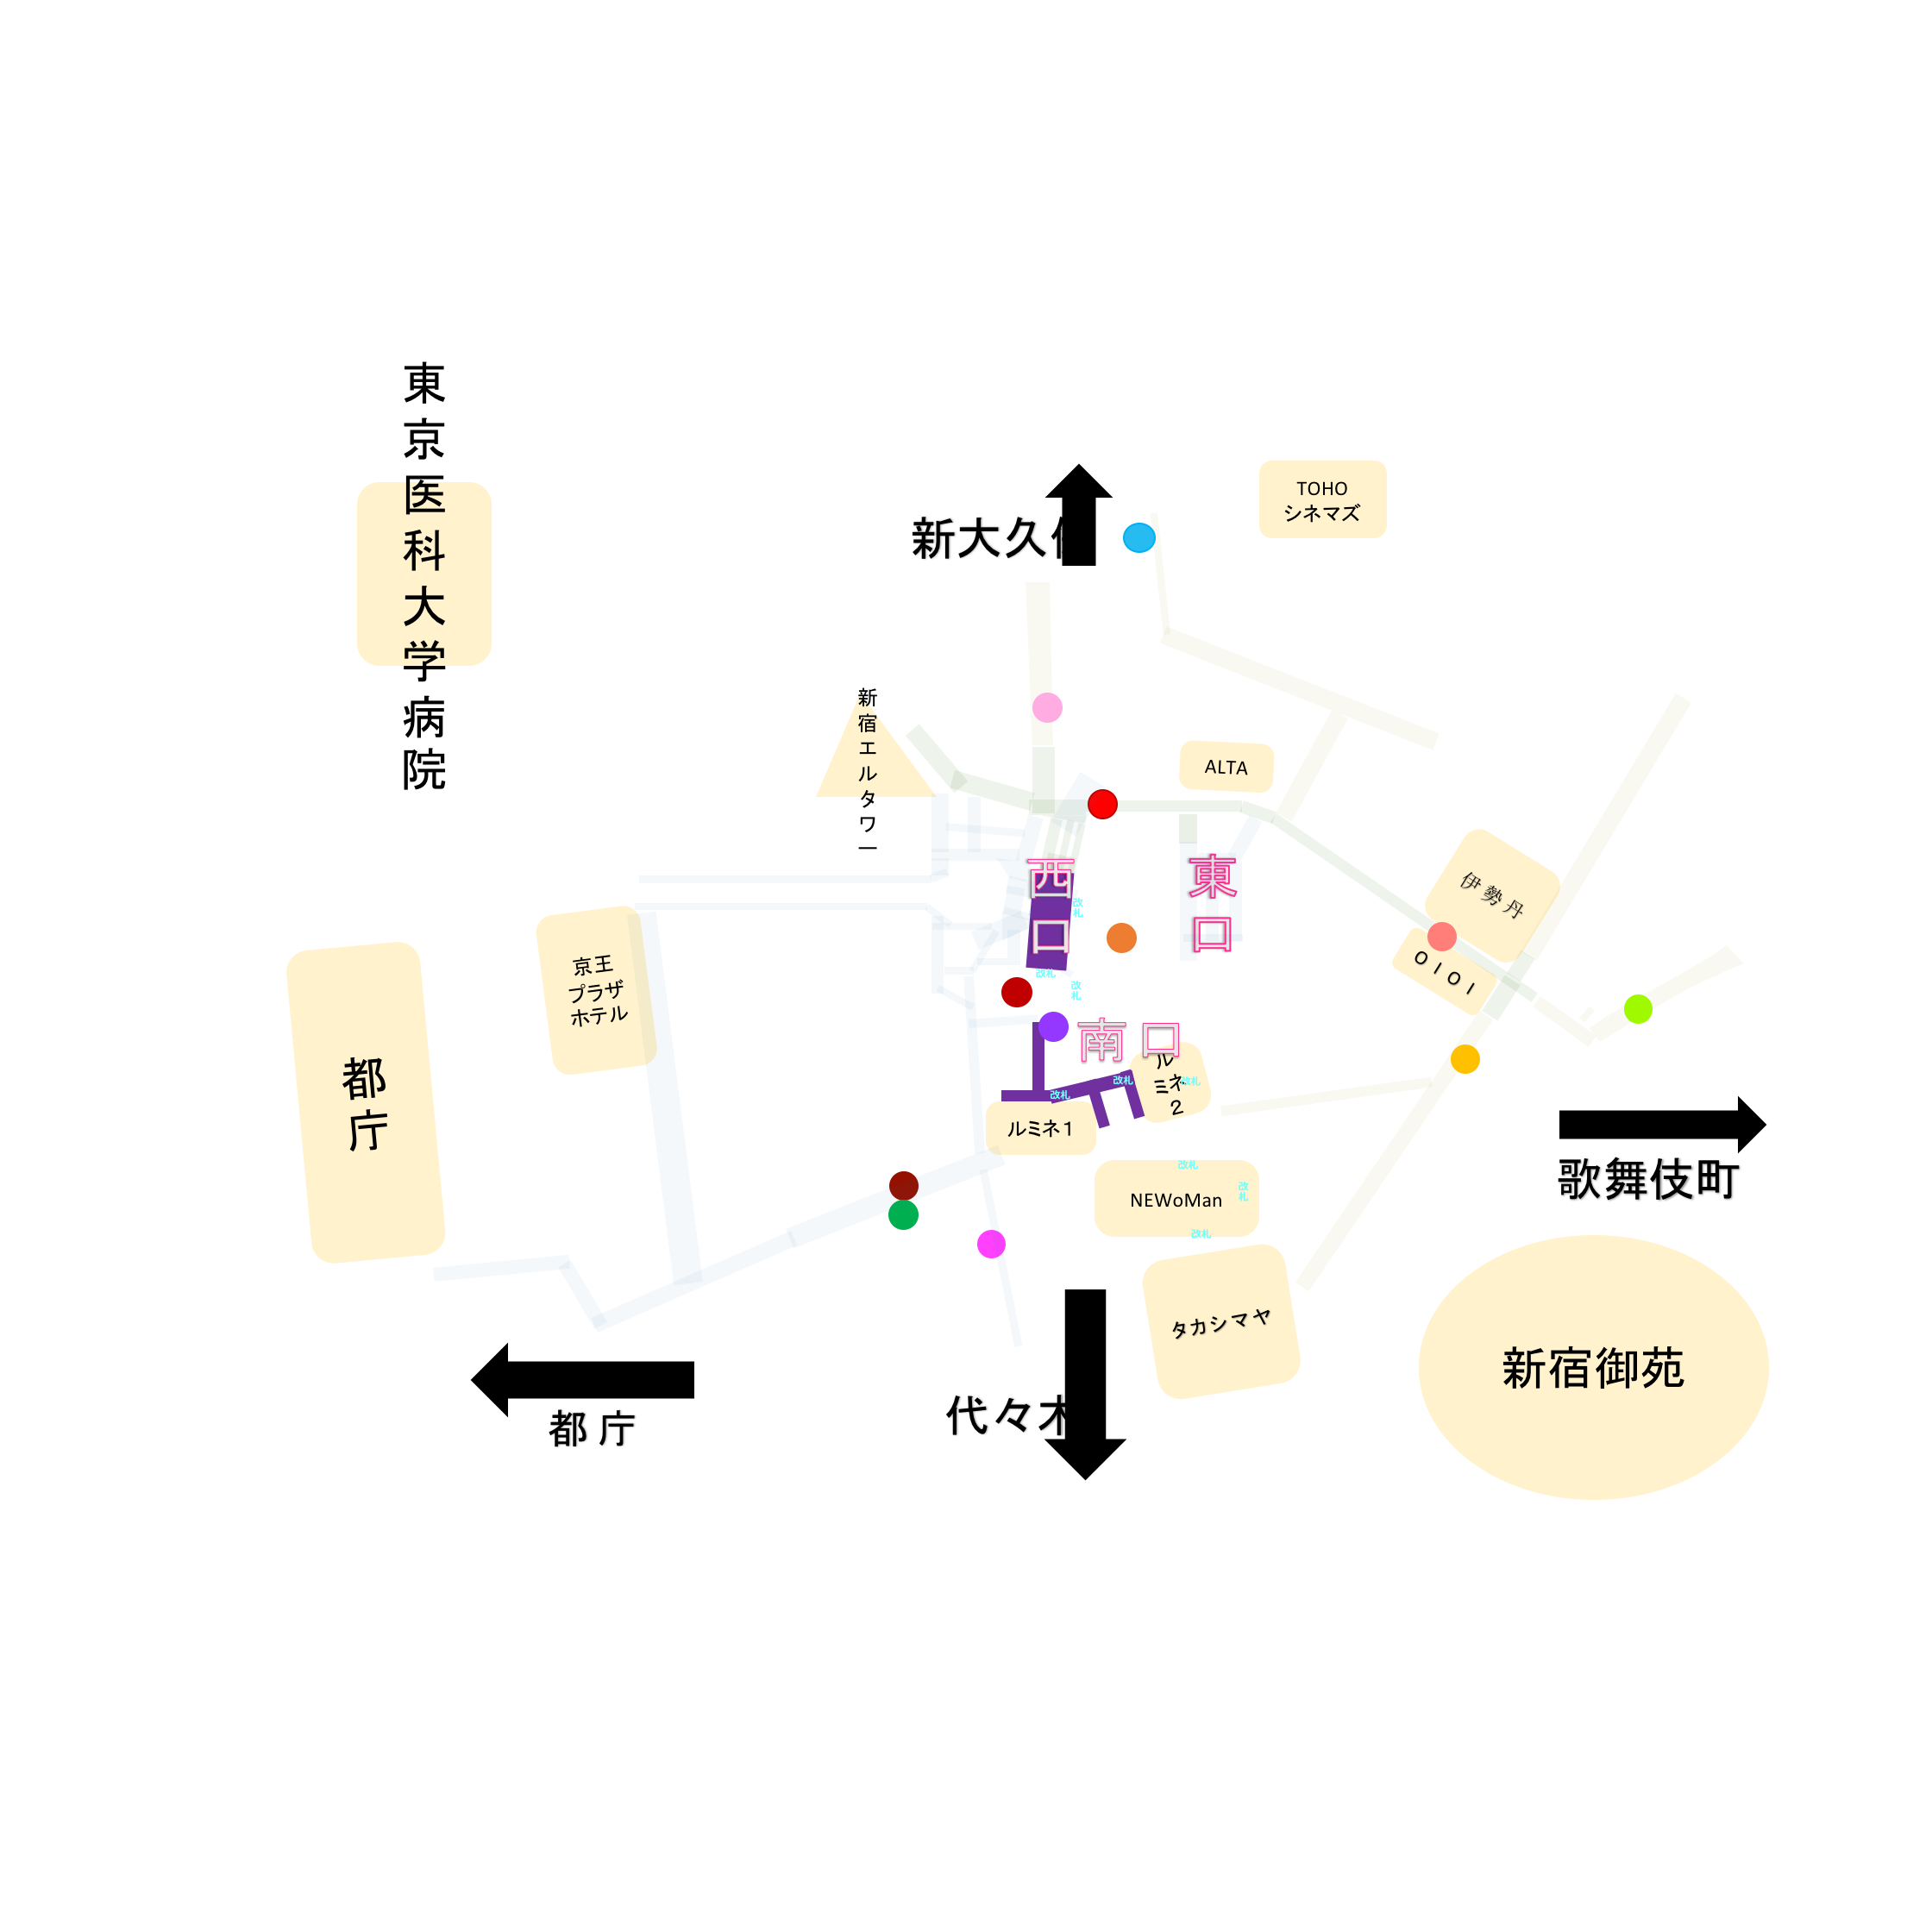 東京医科大学病院
TOHO
シネマズ
新大久
新宿エルタワー
ALTA
西口
東口
伊勢丹
OIOI
改札
改札
改札
京王
プラザ
ホテル
南口
都庁
ルミネ2
改札
改札
改札
ルミネ1
歌舞伎町
NEWoMan
改札
改札
改札
タカシマヤ
新宿御苑
代々木
都庁